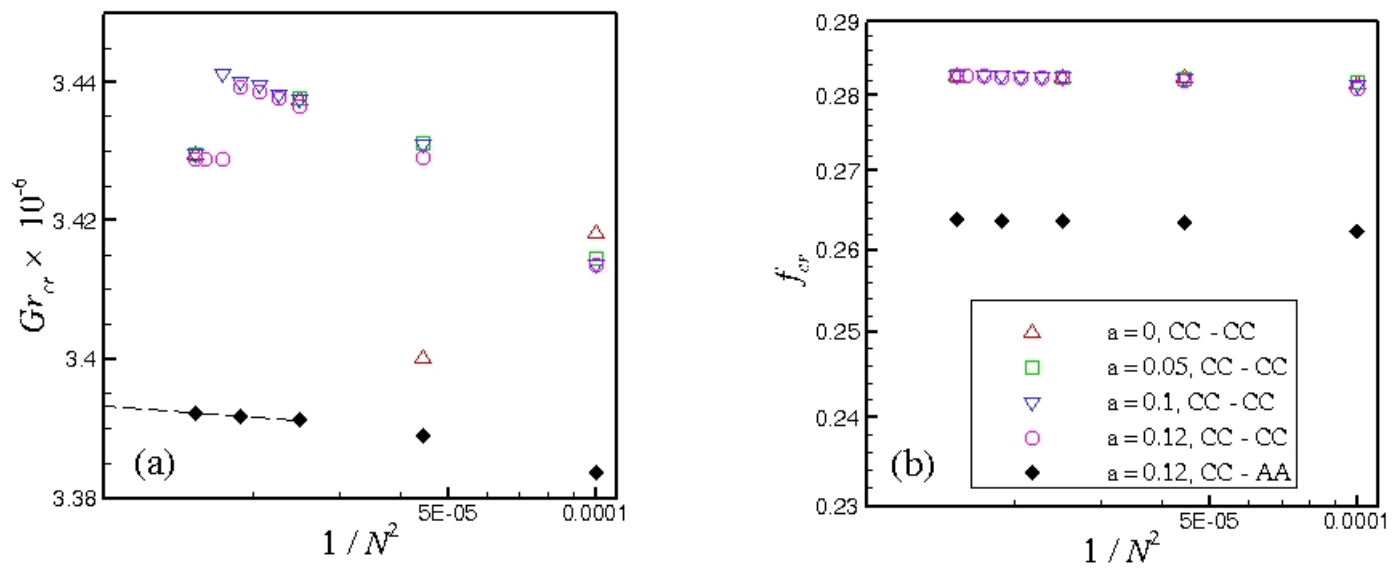 3.44
3.42
3.4
3.38
Gr_cr × 10^-6
(a)
5E-05
0.0001
1 / N²
0.29
0.28
0.27
0.26
0.25
0.24
0.23
f_cr
a = 0, CC - CC
a = 0.05, CC - CC
a = 0.1, CC - CC
a = 0.12, CC - CC
a = 0.12, CC - AA
(b)
5E-05
0.0001
1 / N²